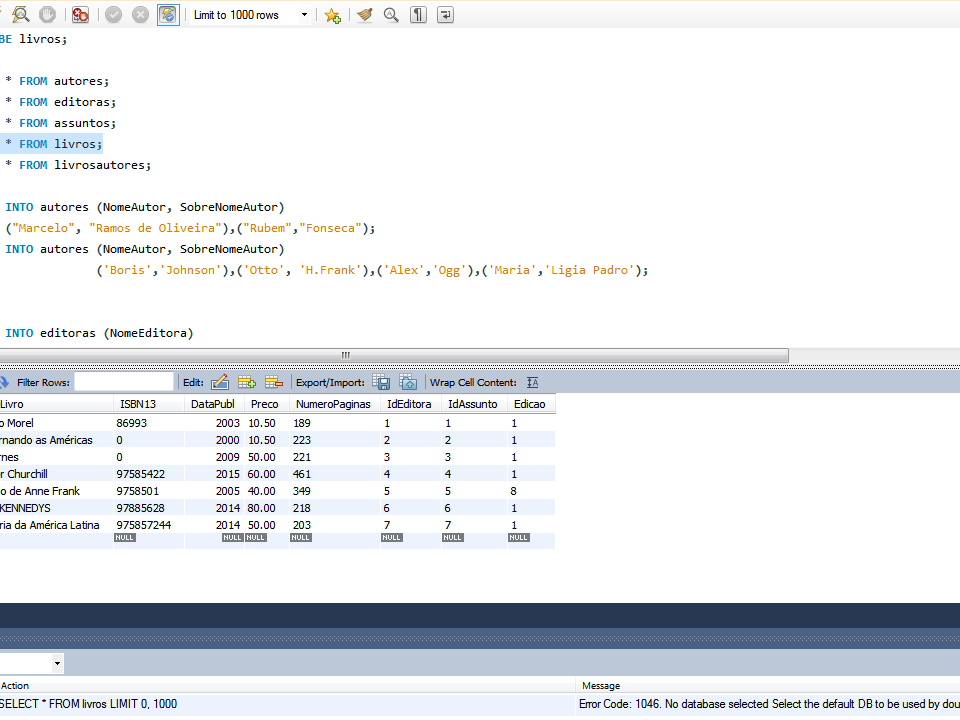 Limit to 1000 rows
BE livros;
* FROM autores;
* FROM editoras;
* FROM assuntos;
* FROM livros;
* FROM livrosautores;
INTO autores (NomeAutor, SobreNomeAutor)
("Marcelo", "Ramos de Oliveira"),("Rubem","Fonseca");
INTO autores (NomeAutor, SobreNomeAutor)
('Boris','Johnson'),('Otto', 'H.Frank'),('Alex','Ogg'),('Maria','Ligia Padro');
INTO editoras (NomeEditora)
Filter Rows: Edit: Export/Import: Wrap Cell Content: IA
Livro ISBN13 DataPubl Preco NumeroPaginas IdEditora IdAssunto Edicao
o Morel 86993 2003 10.50 189 1 1 1
rnando as Américas 0 2000 10.50 223 2 2 1
rnes 0 2009 50.00 221 3 3 1
r Churchill 97585422 2015 60.00 461 4 4 1
o de Anne Frank 9758501 2005 40.00 349 5 5 8
KENNEDYS 97885628 2014 80.00 218 6 6 1
ria da América Latina 975857244 2014 50.00 203 7 7 1
NULL NULL NULL NULL NULL NULL NULL
Action Message
SELECT * FROM livros LIMIT 0, 1000 Error Code: 1046. No database selected Select the default DB to be used by dou